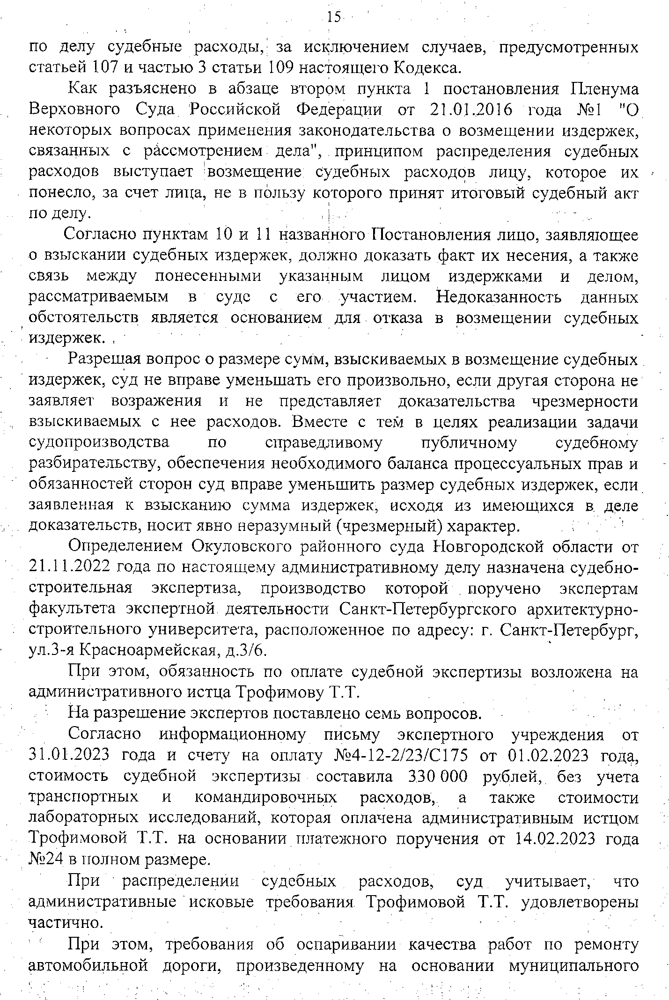 15
по делу судебные расходы, за исключением случаев, предусмотренных
статьей 107 и частью 3 статьи 109 настоящего Кодекса.
Как разъяснено в абзаце втором пункта 1 постановления Пленума
Верховного Суда Российской Федерации от 21.01.2016 года №1 "О
некоторых вопросах применения законодательства о возмещении издержек,
связанных с рассмотрением дела", принципом распределения судебных
расходов выступает возмещение судебных расходов лицу, которое их
понесло, за счет лица, не в пользу которого принят итоговый судебный акт
по делу.
Согласно пунктам 10 и 11 названного Постановления лицо, заявляющее
о взыскании судебных издержек, должно доказать факт их несения, а также
связь между понесенными указанным лицом издержками и делом,
рассматриваемым в суде с его участием. Недоказанность данных
обстоятельств является основанием для отказа в возмещении судебных
издержек.
Разрешая вопрос о размере сумм, взыскиваемых в возмещение судебных
издержек, суд не вправе уменьшать его произвольно, если другая сторона не
заявляет возражения и не представляет доказательства чрезмерности
взыскиваемых с нее расходов. Вместе с тем в целях реализации задачи
судопроизводства по справедливому публичному судебному
разбирательству, обеспечения необходимого баланса процессуальных прав и
обязанностей сторон суд вправе уменьшить размер судебных издержек, если
заявленная к взысканию сумма издержек, исходя из имеющихся в деле
доказательств, носит явно неразумный (чрезмерный) характер.
Определением Окуловского районного суда Новгородской области от
21.11.2022 года по настоящему административному делу назначена судебно-
строительная экспертиза, производство которой поручено экспертам
факультета экспертной деятельности Санкт-Петербургского архитектурно-
строительного университета, расположенное по адресу: г. Санкт-Петербург,
ул.3-я Красноармейская, д.3/6.
При этом, обязанность по оплате судебной экспертизы возложена на
административного истца Трофимову Т.Т.
На разрешение экспертов поставлено семь вопросов.
Согласно информационному письму экспертного учреждения от
31.01.2023 года и счету на оплату №4-12-2/23/С175 от 01.02.2023 года,
стоимость судебной экспертизы составила 330 000 рублей, без учета
транспортных и командировочных расходов, а также стоимости
лабораторных исследований, которая оплачена административным истцом
Трофимовой Т.Т. на основании платежного поручения от 14.02.2023 года
№24 в полном размере.
При распределении судебных расходов, суд учитывает, что
административные исковые требования Трофимовой Т.Т. удовлетворены
частично.
При этом, требования об оспаривании качества работ по ремонту
автомобильной дороги, произведенному на основании муниципального